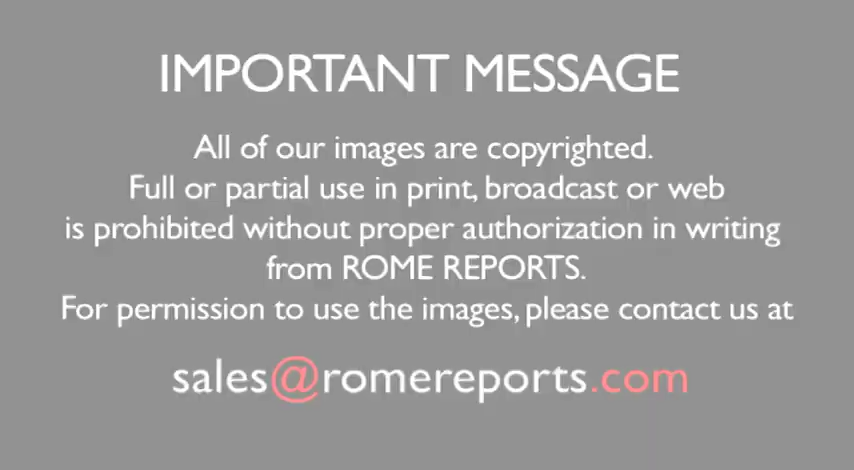 IMPORTANT MESSAGE
All of our images are copyrighted.
Full or partial use in print, broadcast or web
is prohibited without proper authorization in writing
from ROME REPORTS.
For permission to use the images, please contact us at
sales@romereports.com